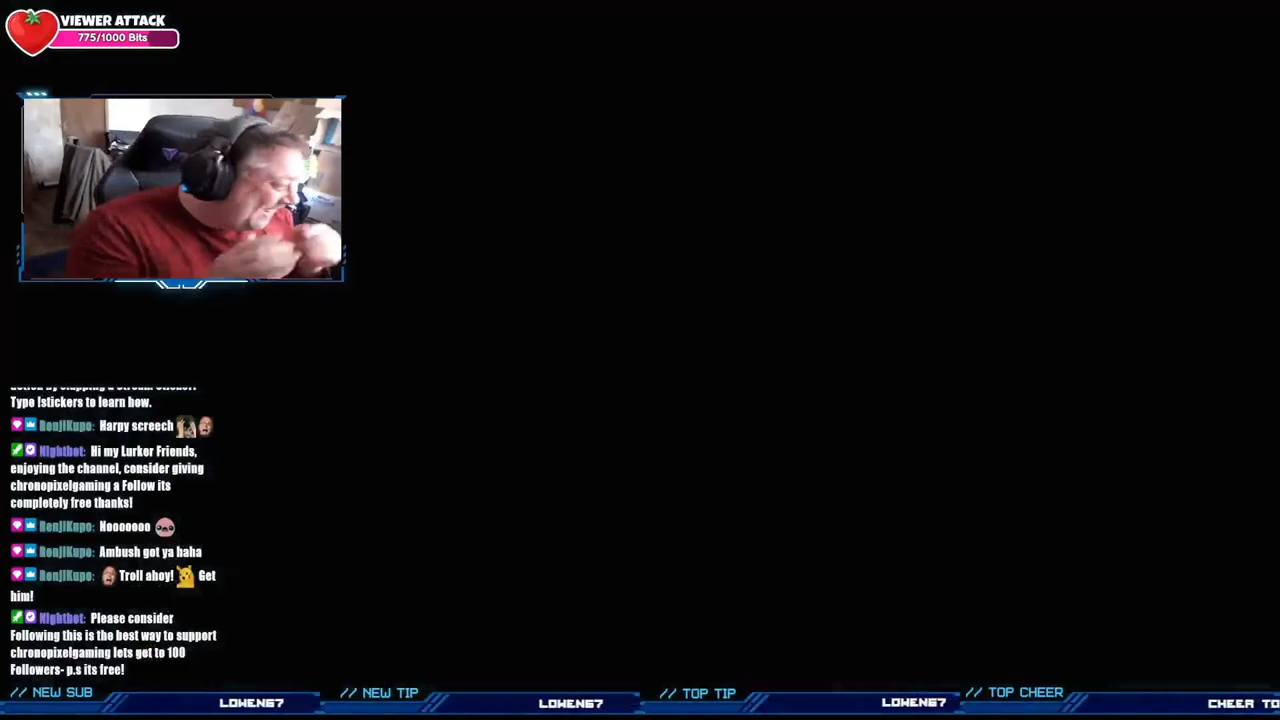 VIEWER ATTACK
775/1000 Bits
Type !stickers to learn how.
RonjiKupo: Harpy screech
Nightbot: Hi my Lurker Friends,
enjoying the channel, consider giving
chronopixelgaming a Follow its
completely free thanks!
RonjiKupo: Nooooooo
RonjiKupo: Ambush got ya haha
RonjiKupo: Troll ahoy! Get
him!
Nightbot: Please consider
Following this is the best way to support
chronopixelgaming lets get to 100
Followers- p.s its free!
// NEW SUB
LOWEN67
// NEW TIP
LOWEN67
// TOP TIP
LOWEN67
// TOP CHEER
CHEER TO